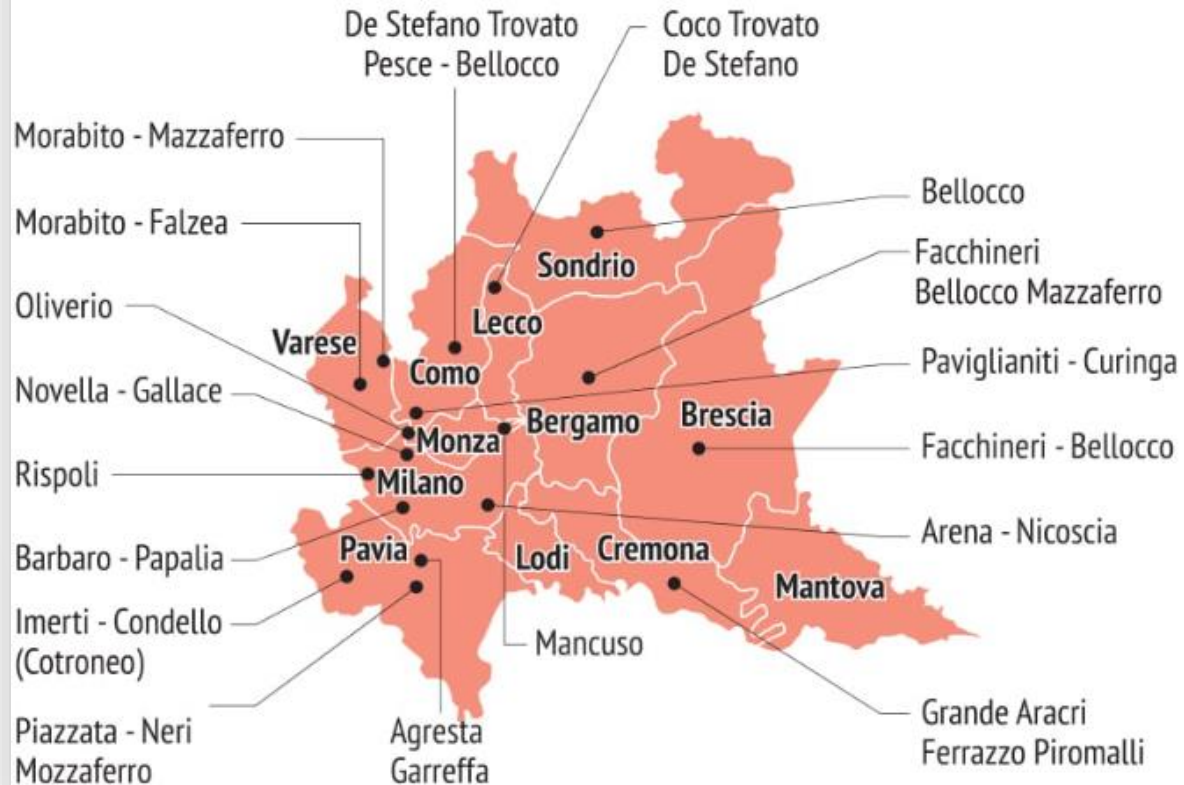 De Stefano Trovato
Pesce - Bellocco
Coco Trovato
De Stefano
Morabito - Mazzaferro
Morabito - Falzea
Oliverio
Novella - Gallace
Rispoli
Barbaro - Papalia
Imerti - Condello
(Cotroneo)
Piazzata - Neri
Mozzaferro
Agresta
Garreffa
Mancuso
Bellocco
Facchineri
Bellocco Mazzaferro
Paviglianiti - Curinga
Facchineri - Bellocco
Arena - Nicoscia
Grande Aracri
Ferrazzo Piromalli
Sondrio
Lecco
Varese
Como
Bergamo
Brescia
Monza
Milano
Pavia
Lodi
Cremona
Mantova